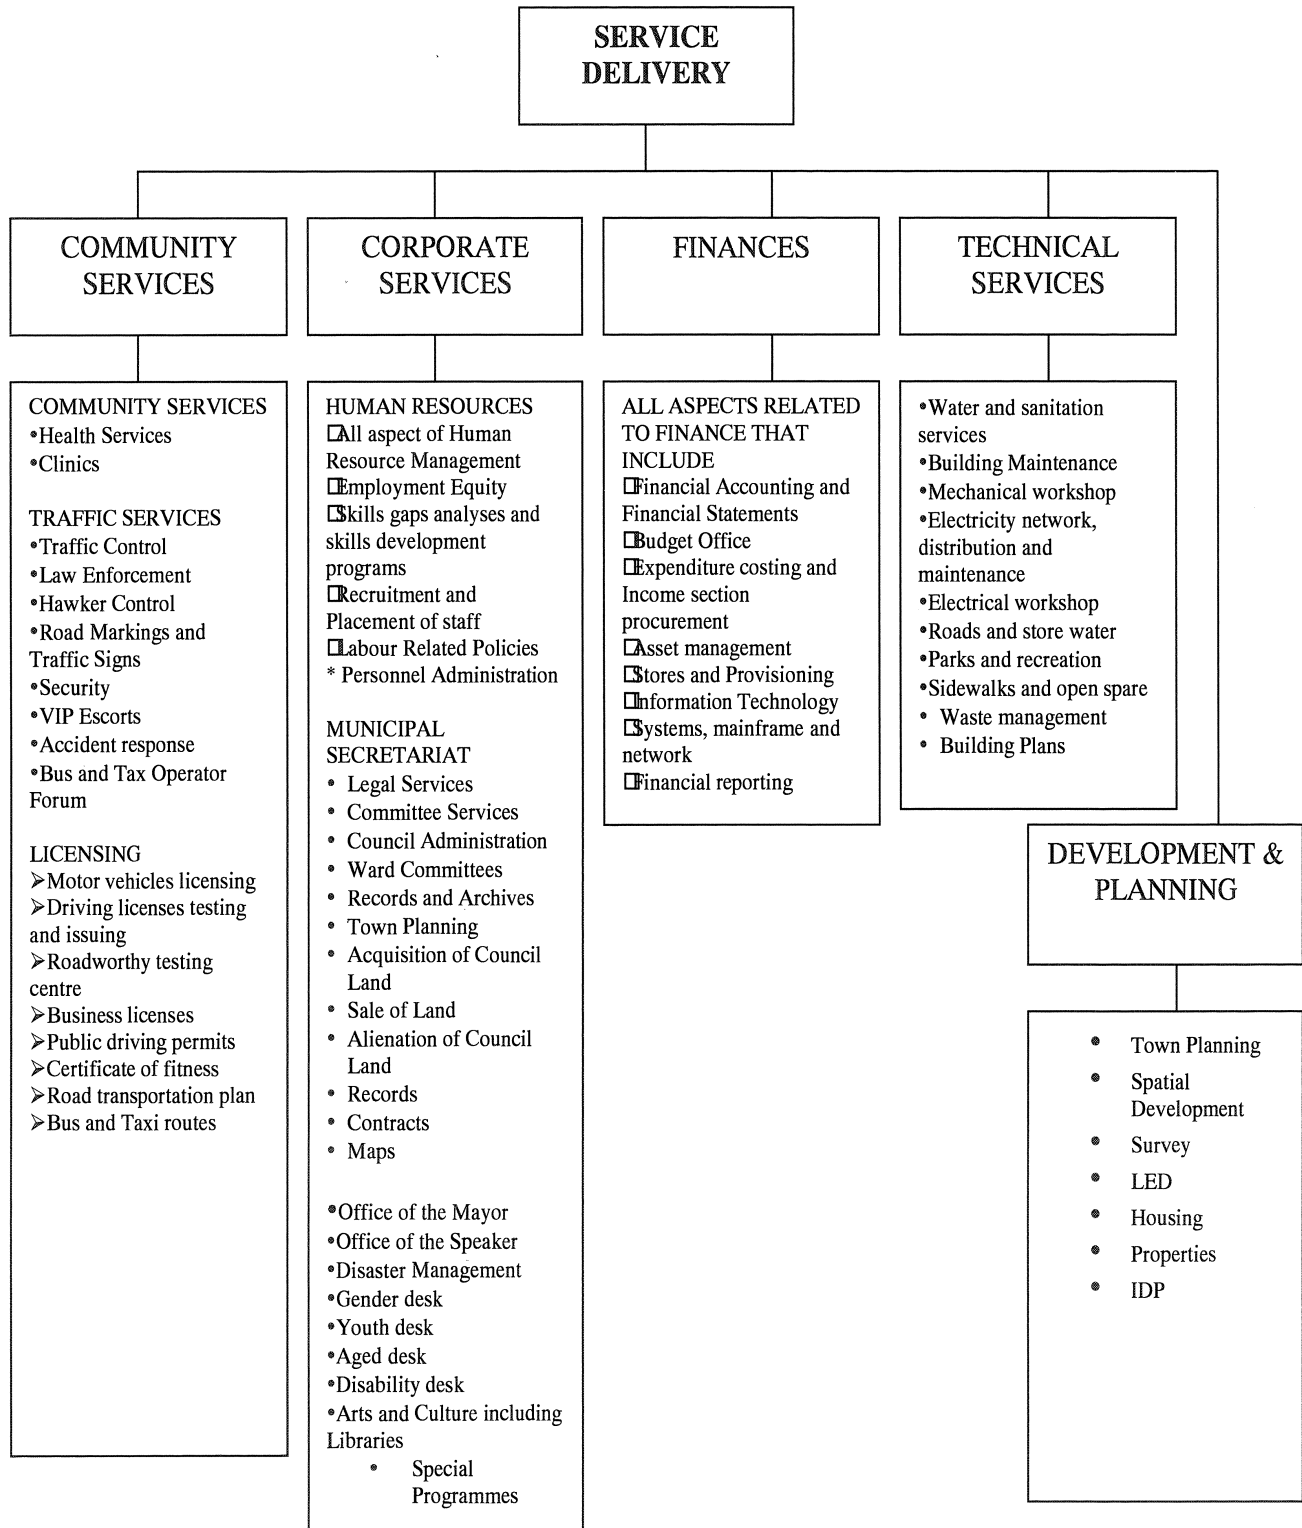 SERVICE
DELIVERY
COMMUNITY
SERVICES
COMMUNITY SERVICES
•Health Services
•Clinics
TRAFFIC SERVICES
•Traffic Control
•Law Enforcement
•Hawker Control
•Road Markings and
Traffic Signs
•Security
•VIP Escorts
•Accident response
•Bus and Tax Operator
Forum
LICENSING
➢Motor vehicles licensing
➢Driving licenses testing
and issuing
➢Roadworthy testing
centre
➢Business licenses
➢Public driving permits
➢Certificate of fitness
➢Road transportation plan
➢Bus and Taxi routes
CORPORATE
SERVICES
HUMAN RESOURCES
□All aspect of Human
Resource Management
□Employment Equity
□Skills gaps analyses and
skills development
programs
□Recruitment and
Placement of staff
□Labour Related Policies
* Personnel Administration
MUNICIPAL
SECRETARIAT
• Legal Services
• Committee Services
• Council Administration
• Ward Committees
• Records and Archives
• Town Planning
• Acquisition of Council
Land
• Sale of Land
• Alienation of Council
Land
• Records
• Contracts
• Maps
•Office of the Mayor
•Office of the Speaker
•Disaster Management
•Gender desk
•Youth desk
•Aged desk
•Disability desk
•Arts and Culture including
Libraries
• Special
Programmes
FINANCES
ALL ASPECTS RELATED
TO FINANCE THAT
INCLUDE
□Financial Accounting and
Financial Statements
□Budget Office
□Expenditure costing and
Income section
procurement
□Asset management
□Stores and Provisioning
□Information Technology
□Systems, mainframe and
network
□Financial reporting
TECHNICAL
SERVICES
•Water and sanitation
services
•Building Maintenance
•Mechanical workshop
•Electricity network,
distribution and
maintenance
•Electrical workshop
•Roads and store water
•Parks and recreation
•Sidewalks and open spare
• Waste management
• Building Plans
DEVELOPMENT &
PLANNING
• Town Planning
• Spatial
Development
• Survey
• LED
• Housing
• Properties
• IDP